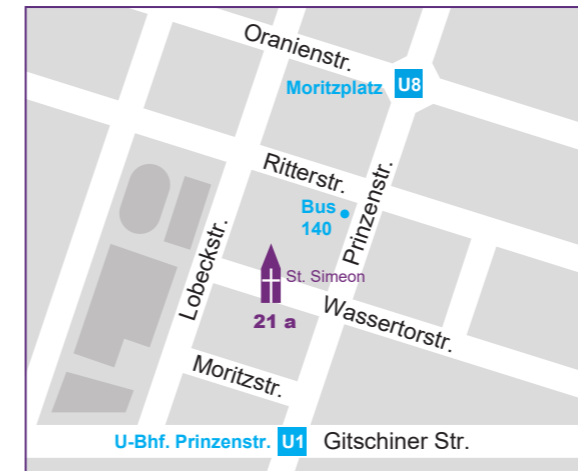 Oranienstr.
Moritzplatz U8
Ritterstr.
Bus
140
Prinzenstr.
Lobeckstr.
St. Simeon
21 a
Wassertorstr.
Moritzstr.
U-Bhf. Prinzenstr. U1 Gitschiner Str.